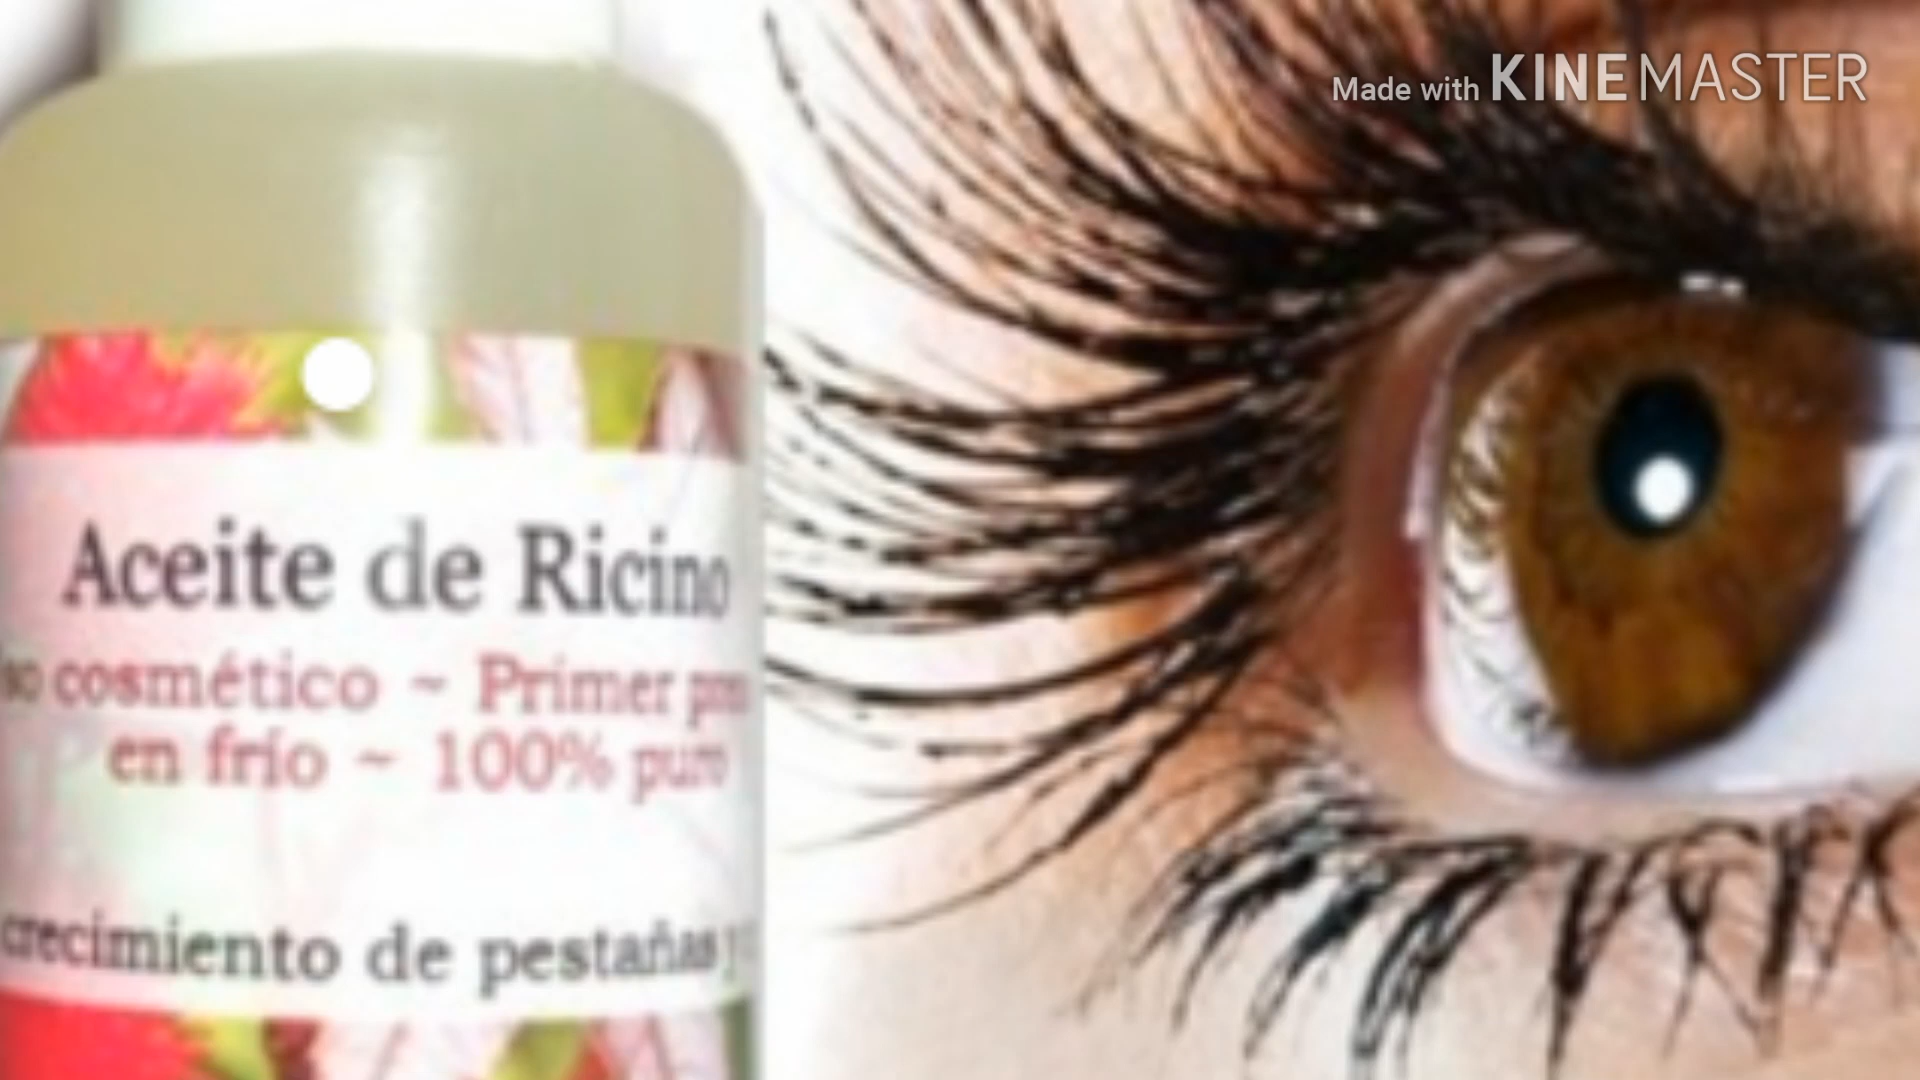 Made with KINEMASTER
Aceite de Ricino
cosmético ~ Primer
en frío ~ 100% puro
crecimiento de pestañas y